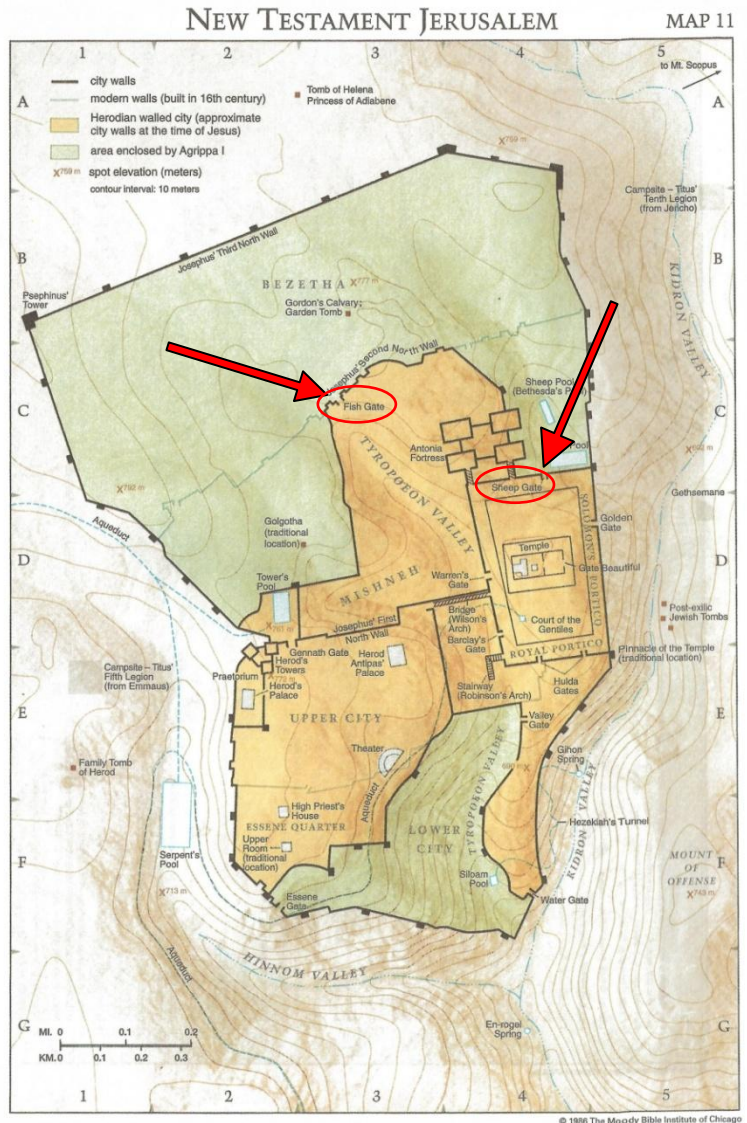 NEW TESTAMENT JERUSALEM
MAP 11
1
2
3
4
5
city walls
modern walls (built in 16th century)
Herodian walled city (approximate
city walls at the time of Jesus)
area enclosed by Agrippa I
X759 m spot elevation (meters)
contour interval: 10 meters
Tomb of Helena
Princess of Adiabene
to Mt. Scopus
A
A
X759 m
Campsite – Titus'
Tenth Legion
(from Jericho)
Josephus' Third North Wall
B
B
BEZETHA
X777 m
KIDRON VALLEY
Psephinus'
Tower
Gordon's Calvary;
Garden Tomb
Josephus' Second North Wall
Sheep Pool
(Bethesda's
C
C
Fish Gate
Antonia
Fortress
Pool
TYROPOEON VALLEY
X792 m
Sheep Gate
Gethsemane
Aqueduct
Golgotha
(traditional
location)
SOLOMON'S PORTICO
Golden
Gate
D
D
Temple
Gate Beautiful
Tower's
Pool
MISHNEH
Warren's
Gate
Post-exilic
Jewish Tombs
Josephus' First
North Wall
Bridge
(Wilson's
Arch)
Court of the
Gentiles
Gennath Gate
Barclay's
Gate
ROYAL PORTICO
Pinnacle of the Temple
(traditional location)
Campsite – Titus'
Fifth Legion
(from Emmaus)
Praetorium
Herod's
Towers
Herod
Antipas'
Palace
Herod's
Palace
Stairway
(Robinson's Arch)
Hulda
Gates
E
E
UPPER CITY
Valley
Gate
Family Tomb
of Herod
Theater
TYROPOEON VALLEY
Gihon
Spring
Aqueduct
High Priest's
House
ESSENE QUARTER
LOWER
CITY
Hezekiah's Tunnel
KIDRON VALLEY
F
F
Serpent's
Pool
Upper
Room
(traditional
location)
Siloam
Pool
MOUNT
OF
OFFENSE
X743 m
X713 m
Essene
Gate
Water Gate
Aqueduct
HINNOM VALLEY
G
G
En-rogel
Spring
MI. 0 0.1 0.2
KM. 0 0.1 0.2 0.3
1
2
3
4
5
© 1986 The Moody Bible Institute of Chicago